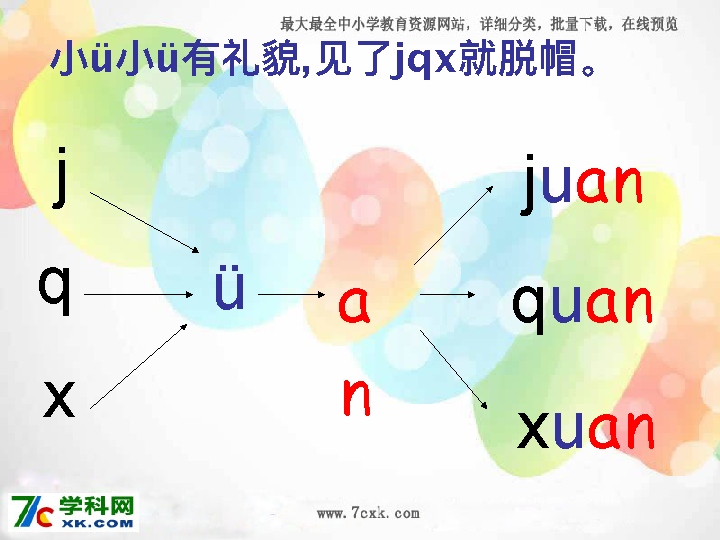 最大最全中小学教育资源网站，详细分类，批量下载，在线预览
小ü小ü有礼貌,见了jqx就脱帽。
j
juan
q
ü
a
quan
x
n
xuan
7c 学科网
XK.COM
www.7cxk.com